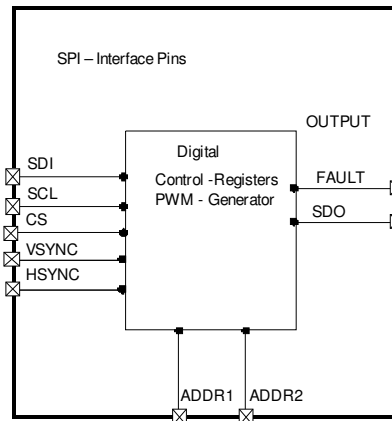 SPI – Interface Pins
OUTPUT
Digital
Control -Registers
PWM - Generator
SDI
SCL
CS
VSYNC
HSYNC
FAULT
SDO
ADDR1
ADDR2